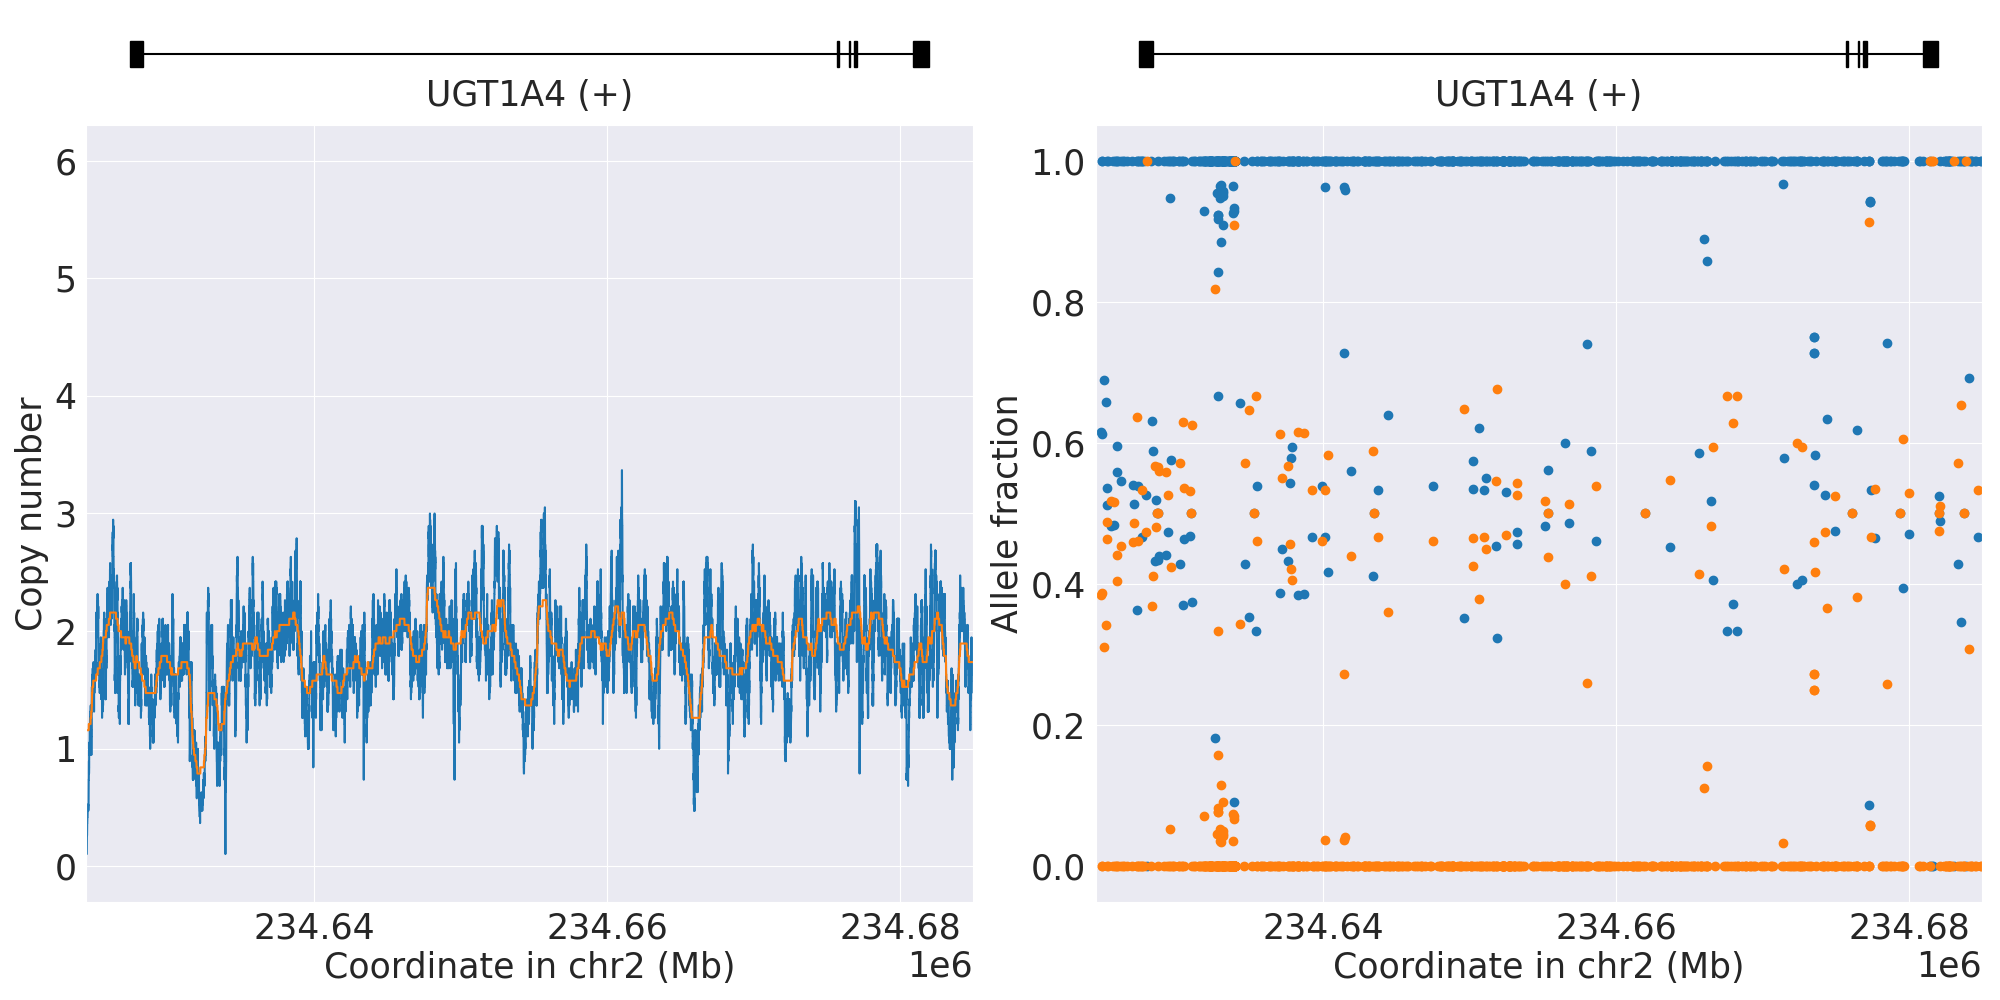 UGT1A4 (+)
Copy number
6
5
4
3
2
1
0
234.64
234.66
234.68
Coordinate in chr2 (Mb)
1e6
UGT1A4 (+)
Allele fraction
1.0
0.8
0.6
0.4
0.2
0.0
234.64
234.66
234.68
Coordinate in chr2 (Mb)
1e6